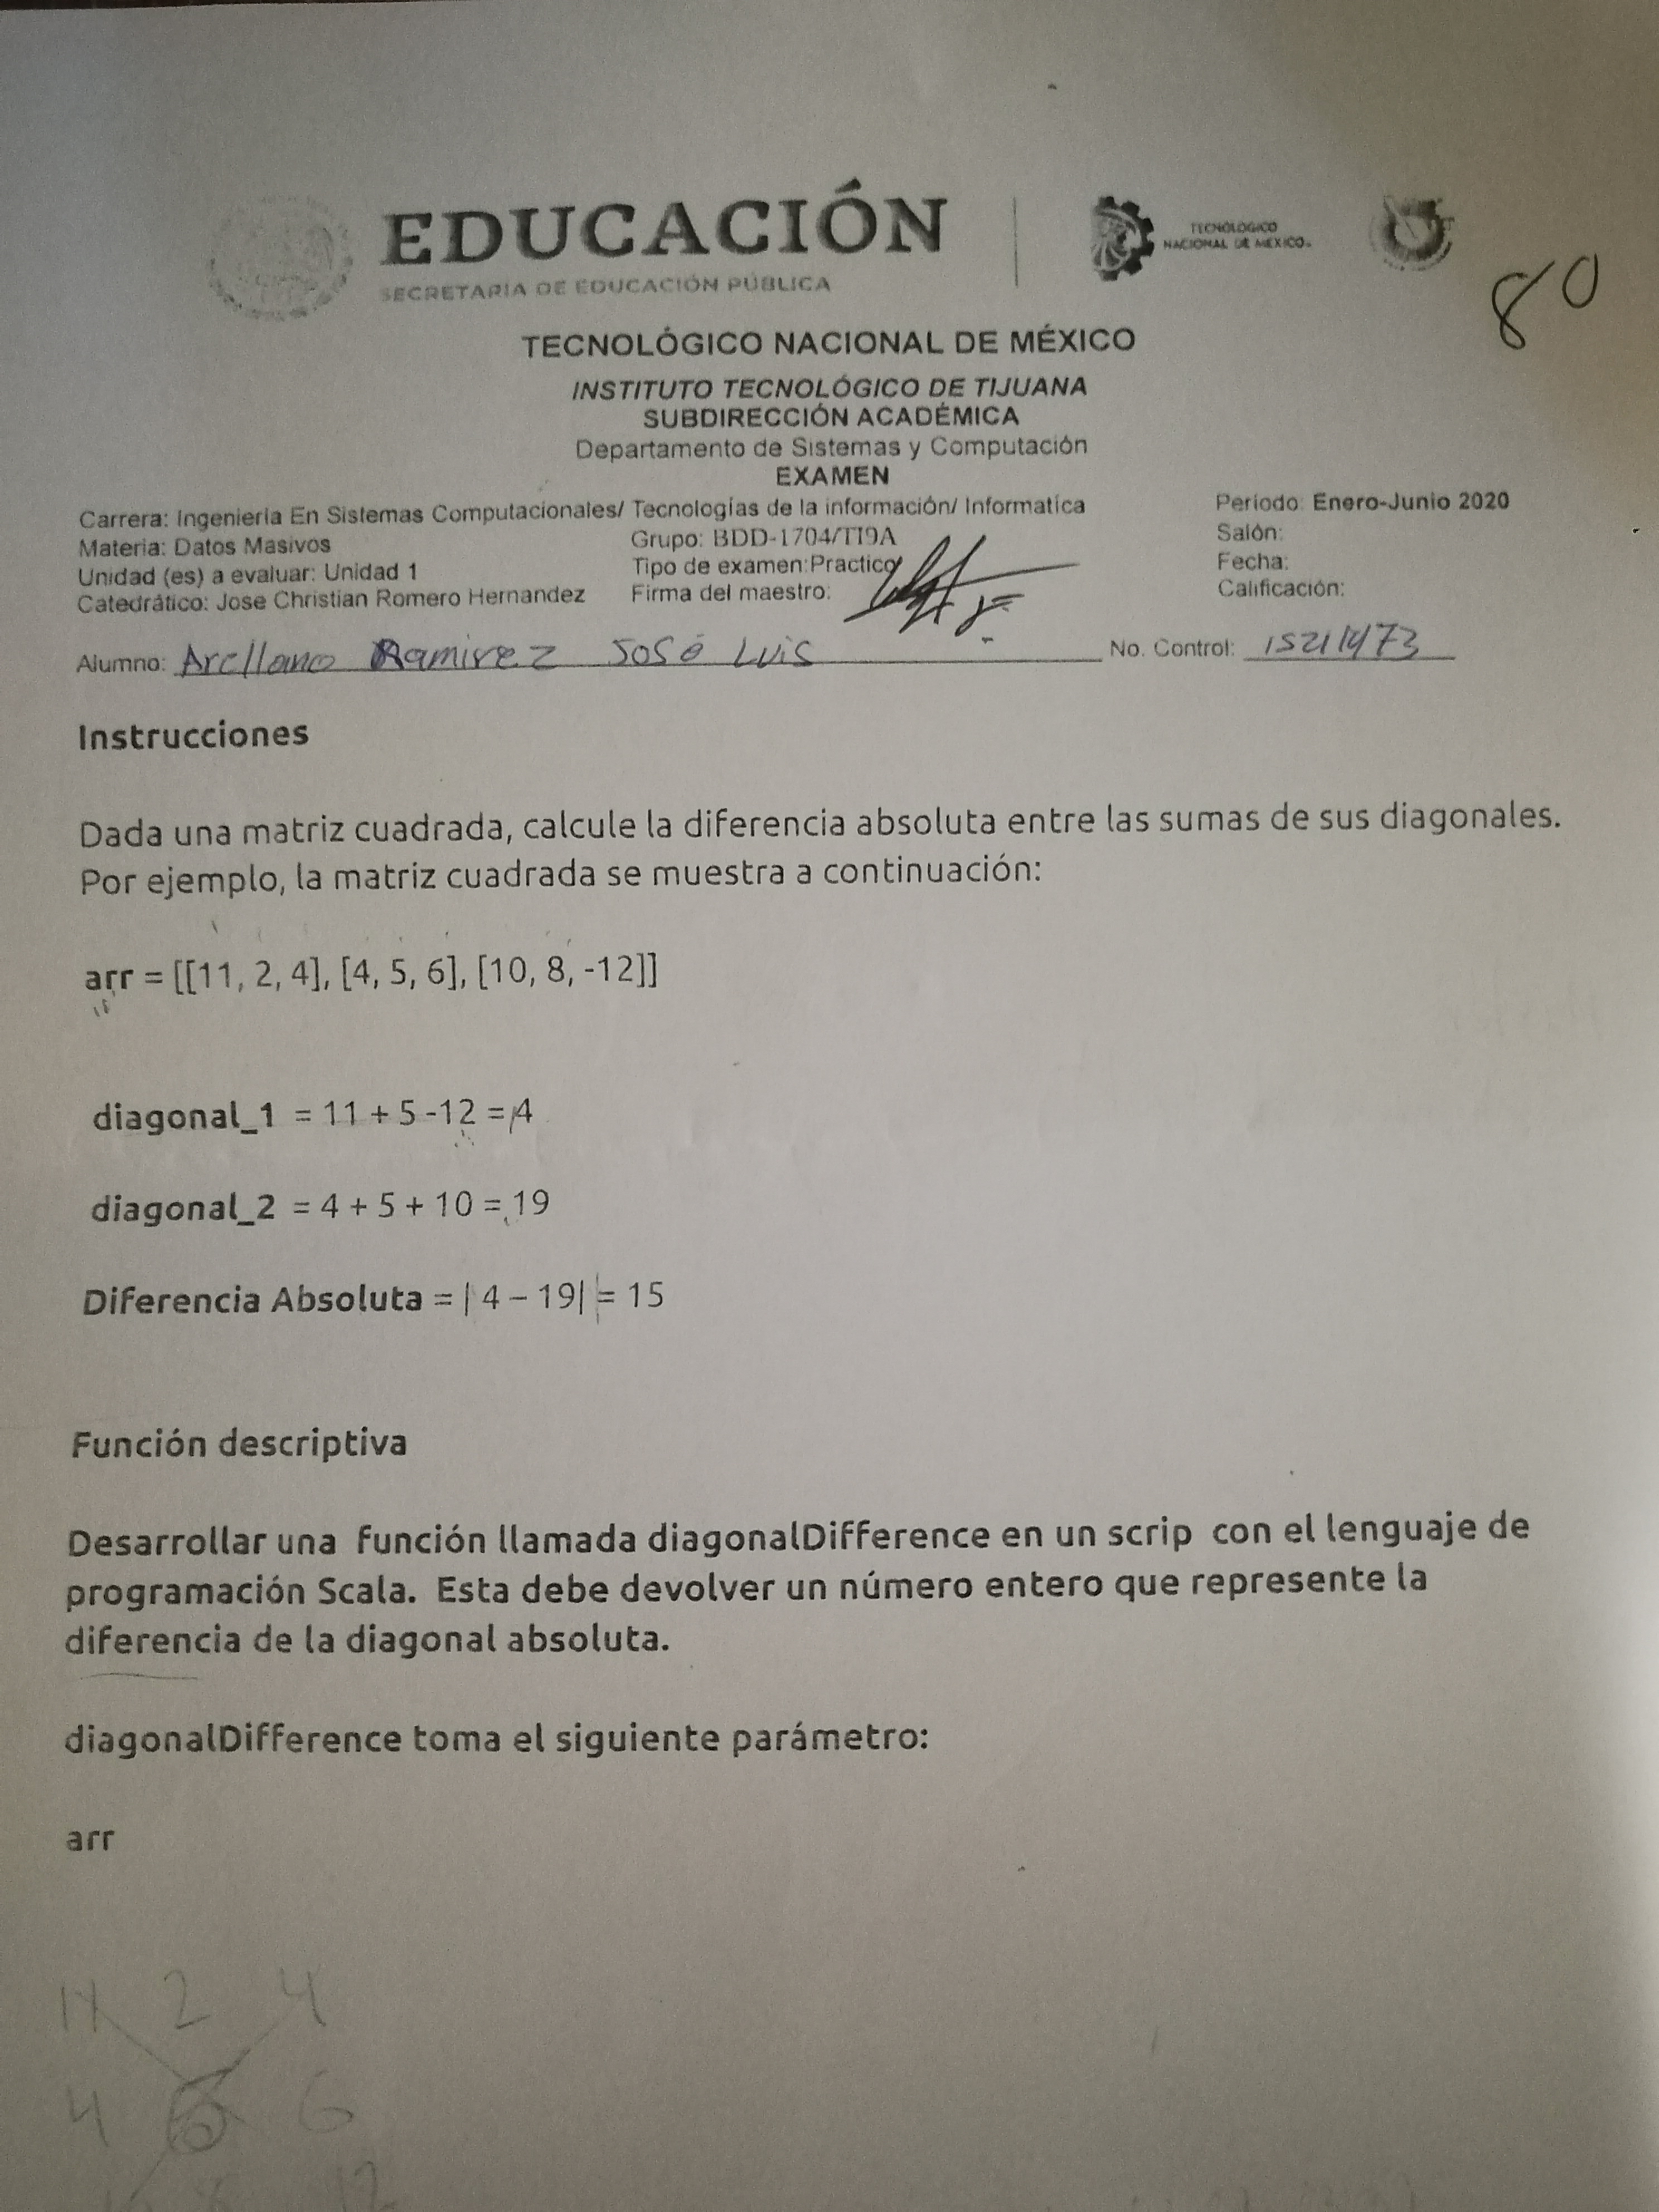 EDUCACIÓN
SECRETARÍA DE EDUCACIÓN PÚBLICA
TECNOLÓGICO
NACIONAL DE MÉXICO.
80
TECNOLÓGICO NACIONAL DE MÉXICO
INSTITUTO TECNOLÓGICO DE TIJUANA
SUBDIRECCIÓN ACADÉMICA
Departamento de Sistemas y Computación
EXAMEN
Carrera: Ingeniería En Sistemas Computacionales/ Tecnologías de la información/ Informatica Periodo: Enero-Junio 2020
Materia: Datos Masivos Grupo: BDD-1704/TI9A Salón:
Unidad (es) a evaluar: Unidad 1 Tipo de examen:Practico Fecha:
Catedrático: Jose Christian Romero Hernandez Firma del maestro: Calificación:
Alumno: Arellano Ramirez José Luis No. Control: 15211473
Instrucciones
Dada una matriz cuadrada, calcule la diferencia absoluta entre las sumas de sus diagonales.
Por ejemplo, la matriz cuadrada se muestra a continuación:
arr = [[11, 2, 4], [4, 5, 6], [10, 8, -12]]
diagonal_1 = 11 + 5 -12 = 4
diagonal_2 = 4 + 5 + 10 = 19
Diferencia Absoluta = | 4 – 19| = 15
Función descriptiva
Desarrollar una función llamada diagonalDifference en un scrip con el lenguaje de
programación Scala. Esta debe devolver un número entero que represente la
diferencia de la diagonal absoluta.
diagonalDifference toma el siguiente parámetro:
arr
11 2 4
4 5 6
12